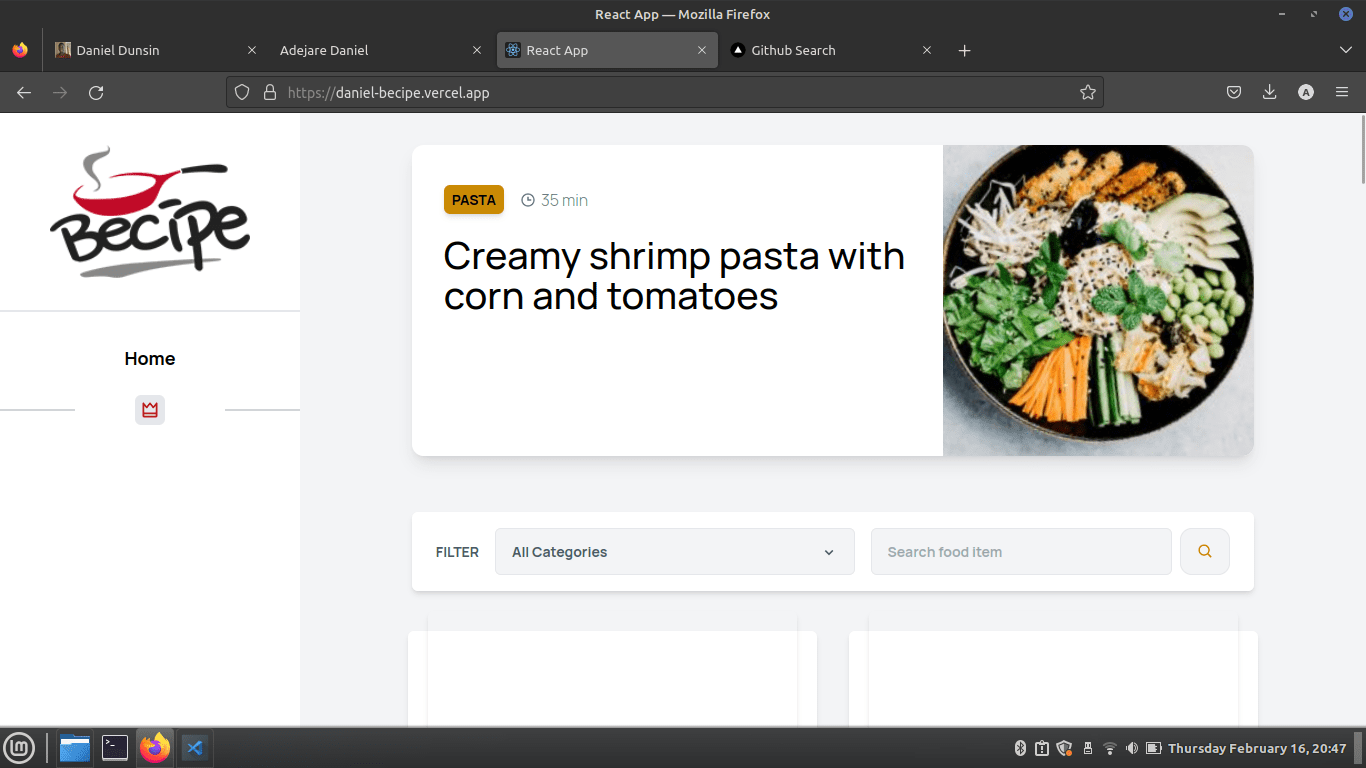 React App — Mozilla Firefox
Daniel Dunsin
Adejare Daniel
React App
Github Search
https://daniel-becipe.vercel.app
A
Becipe
Home
PASTA
35 min
Creamy shrimp pasta with
corn and tomatoes
FILTER
All Categories
Search food item
Thursday February 16, 20:47